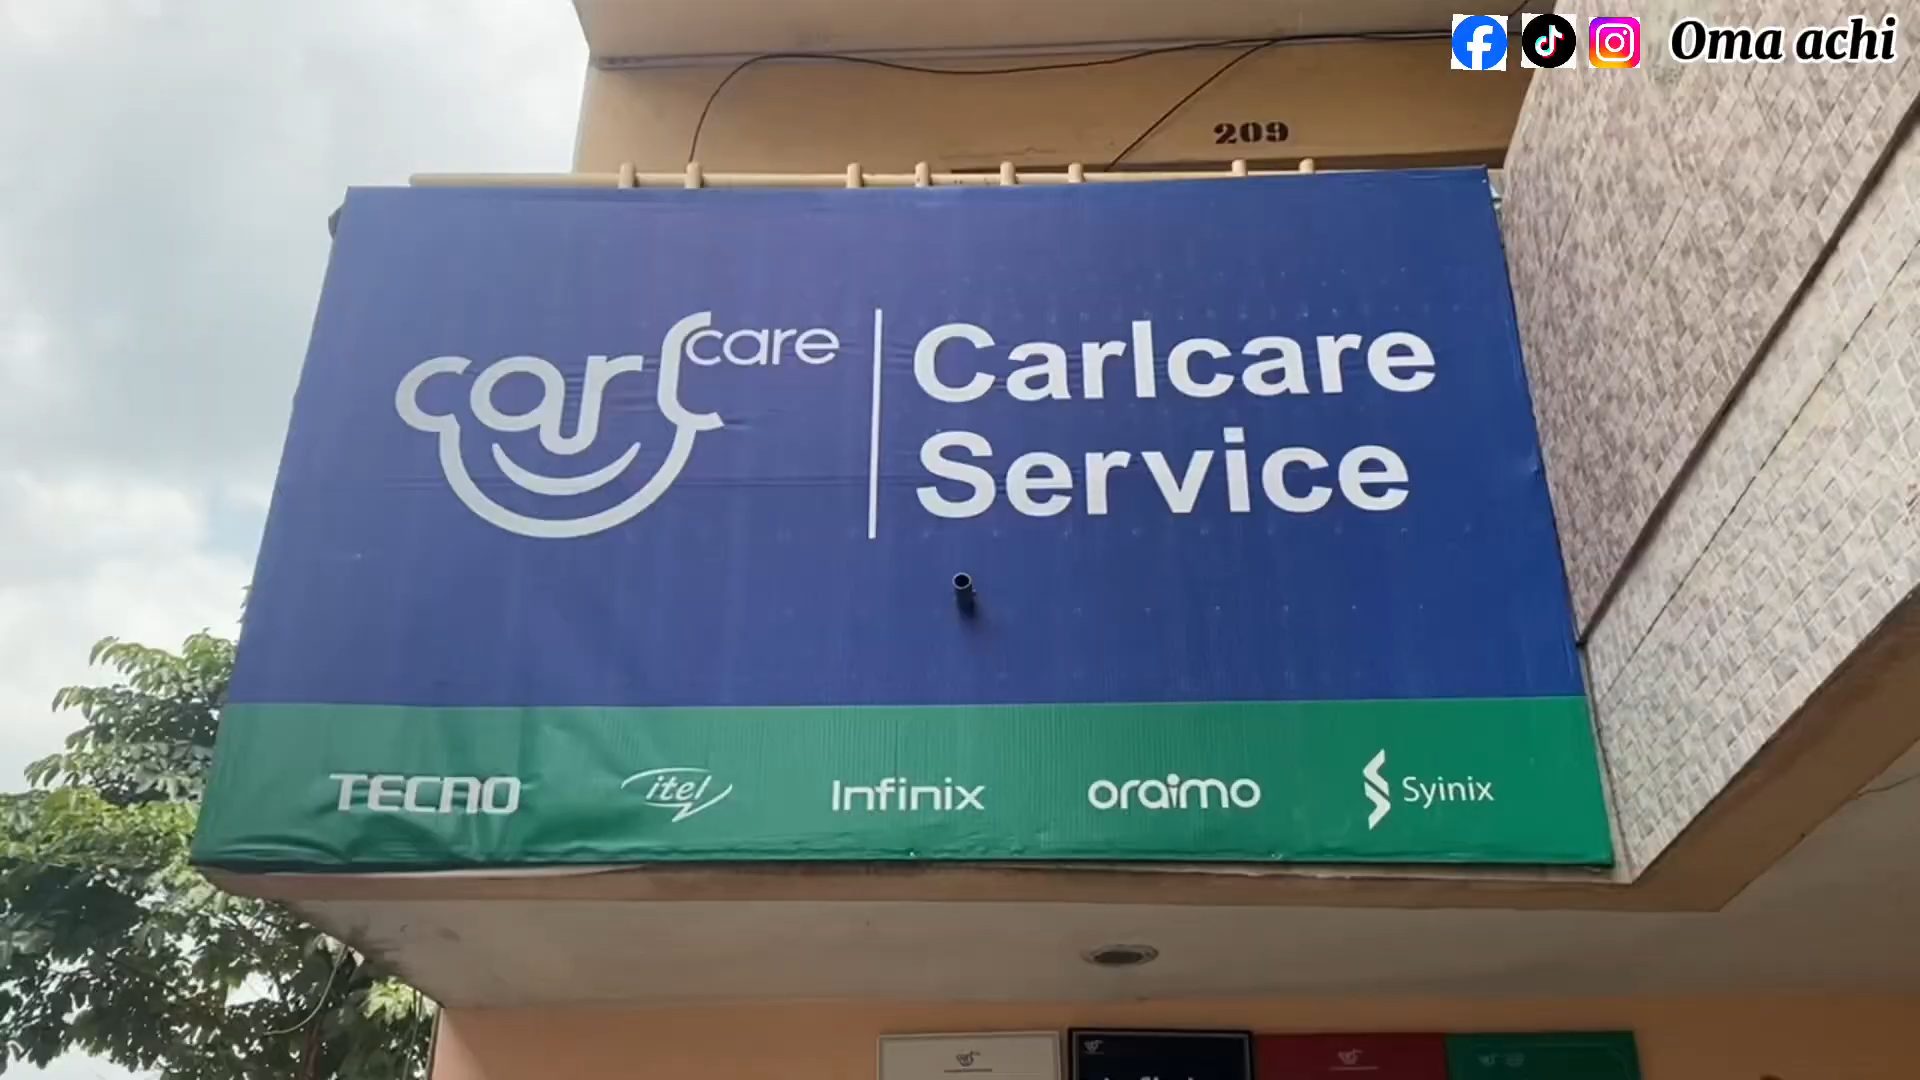 Oma achi
209
carlcare
Carlcare
Service
TECNO
itel
Infinix
oraimo
Syinix